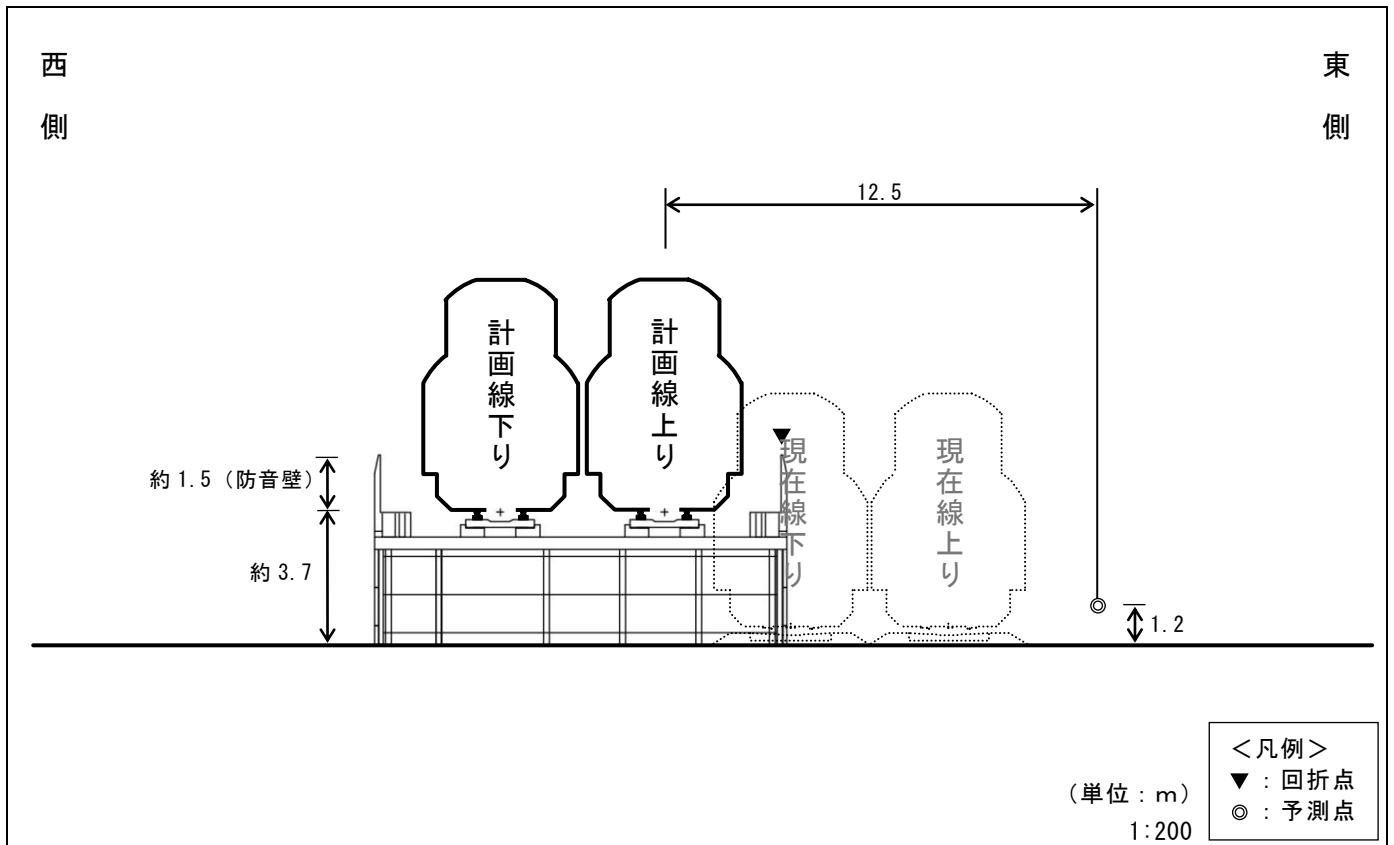 西側
東側
12.5
計画線下り
計画線上り
現在線下り
現在線上り
約1.5（防音壁）
約3.7
1.2
（単位：ｍ）
1:200
＜凡例＞
▼：回折点
◎：予測点